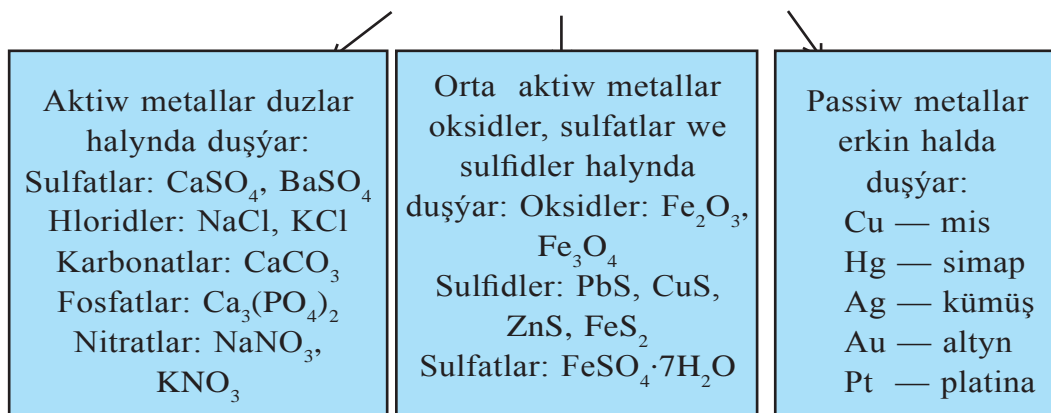 Aktiw metallar duzlar
halynda duşýar:
Sulfatlar: CaSO₄, BaSO₄
Hloridler: NaCl, KCl
Karbonatlar: CaCO₃
Fosfatlar: Ca₃(PO₄)₂
Nitratlar: NaNO₃,
KNO₃
Orta aktiw metallar
oksidler, sulfatlar we
sulfidler halynda
duşýar: Oksidler: Fe₂O₃,
Fe₃O₄
Sulfidler: PbS, CuS,
ZnS, FeS₂
Sulfatlar: FeSO₄·7H₂O
Passiw metallar
erkin halda
duşýar:
Cu — mis
Hg — simap
Ag — kümüş
Au — altyn
Pt — platina